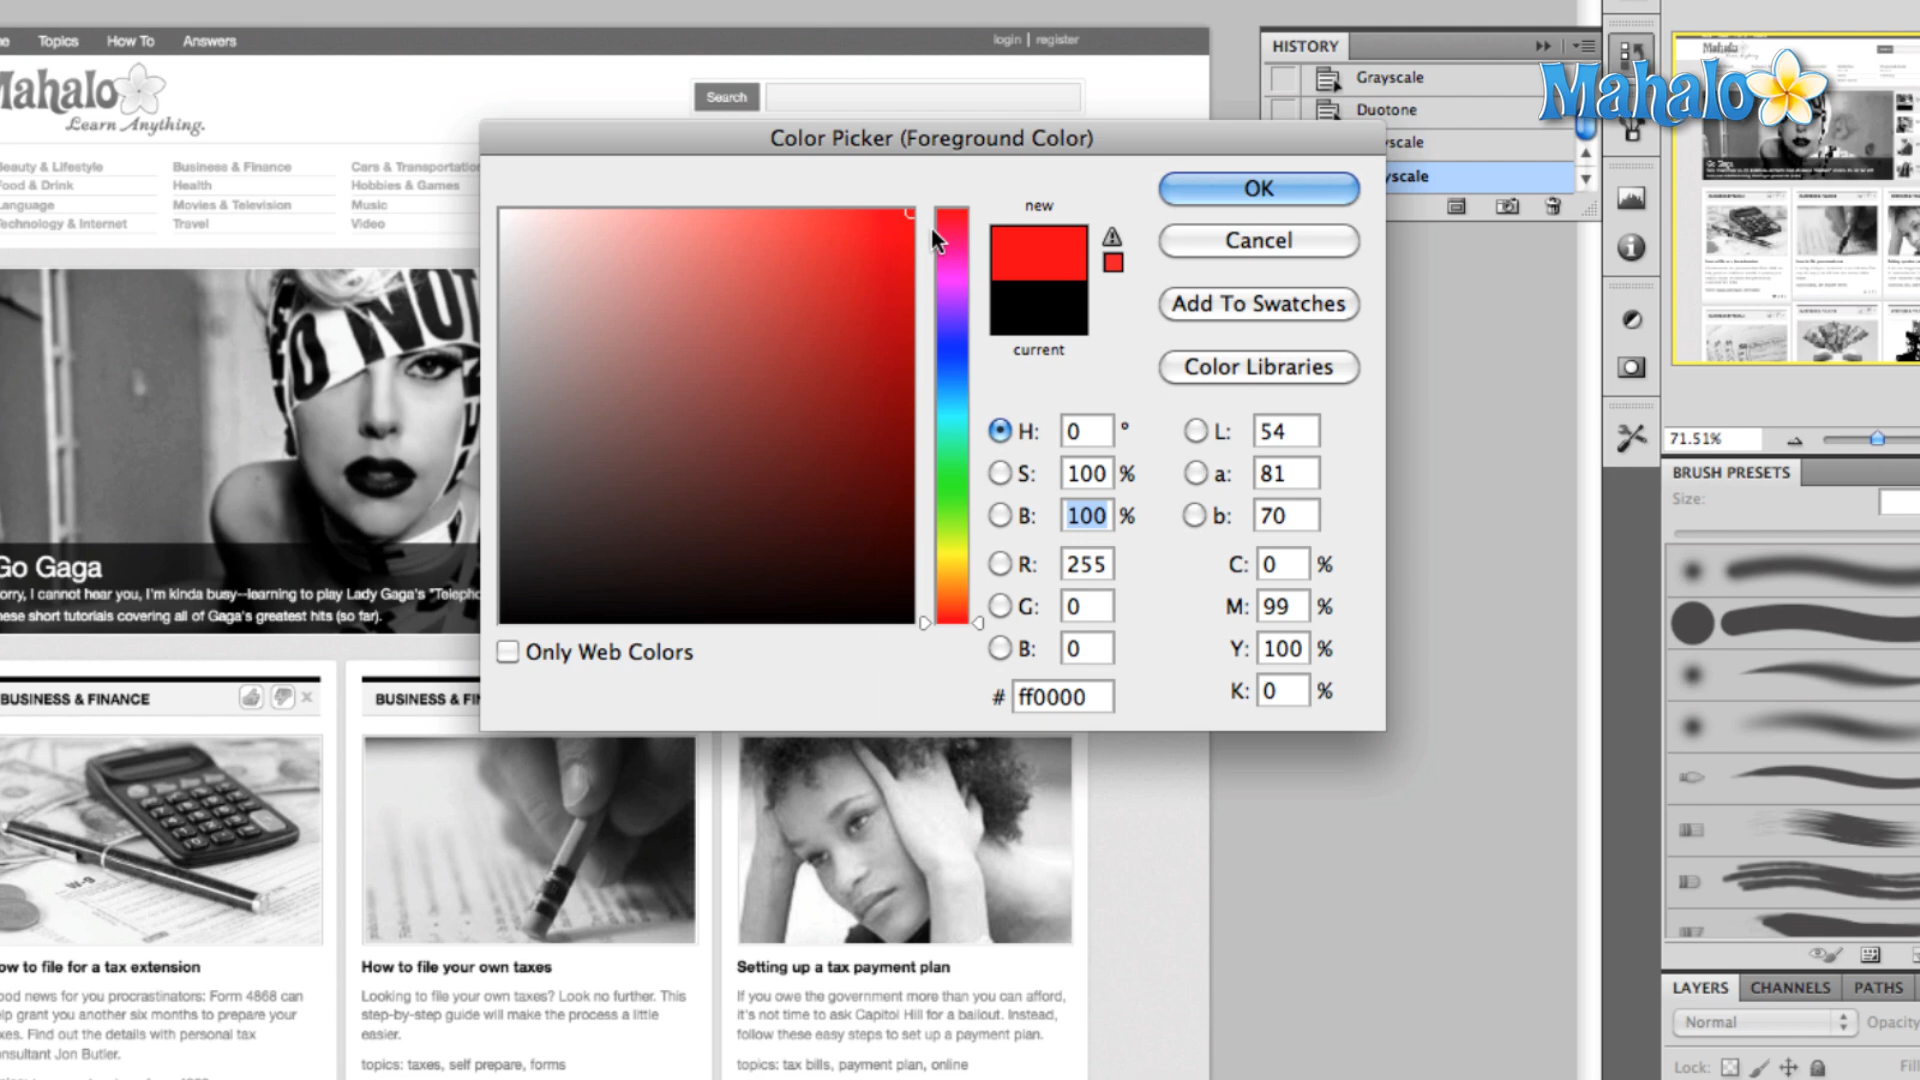 Topics How To Answers
login | register
Mahalo
Learn Anything.
Search
Beauty & Lifestyle
Business & Finance
Cars & Transportation
Food & Drink
Health
Hobbies & Games
Language
Movies & Television
Music
Technology & Internet
Travel
Video
Go Gaga
orry, I cannot hear you, I'm kinda busy--learning to play Lady Gaga's "Telepho
hese short tutorials covering all of Gaga's greatest hits (so far).
Color Picker (Foreground Color)
new
current
OK
Cancel
Add To Swatches
Color Libraries
H: 0 °
S: 100 %
B: 100 %
R: 255
G: 0
B: 0
# ff0000
L: 54
a: 81
b: 70
C: 0 %
M: 99 %
Y: 100 %
K: 0 %
Only Web Colors
HISTORY
Grayscale
Duotone
yscale
yscale
Mahalo
71.51%
BRUSH PRESETS
Size:
LAYERS CHANNELS PATHS
Normal
Opacity
Lock:
Fill
BUSINESS & FINANCE
BUSINESS & FI
ow to file for a tax extension
ood news for you procrastinators: Form 4868 can
elp grant you another six months to prepare your
xes. Find out the details with personal tax
onsultant Jon Butler.
How to file your own taxes
Looking to file your own taxes? Look no further. This
step-by-step guide will make the process a little
easier.
topics: taxes, self prepare, forms
Setting up a tax payment plan
If you owe the government more than you can afford,
it's not time to ask Capitol Hill for a bailout. Instead,
follow these easy steps to set up a payment plan.
topics: tax bills, payment plan, online